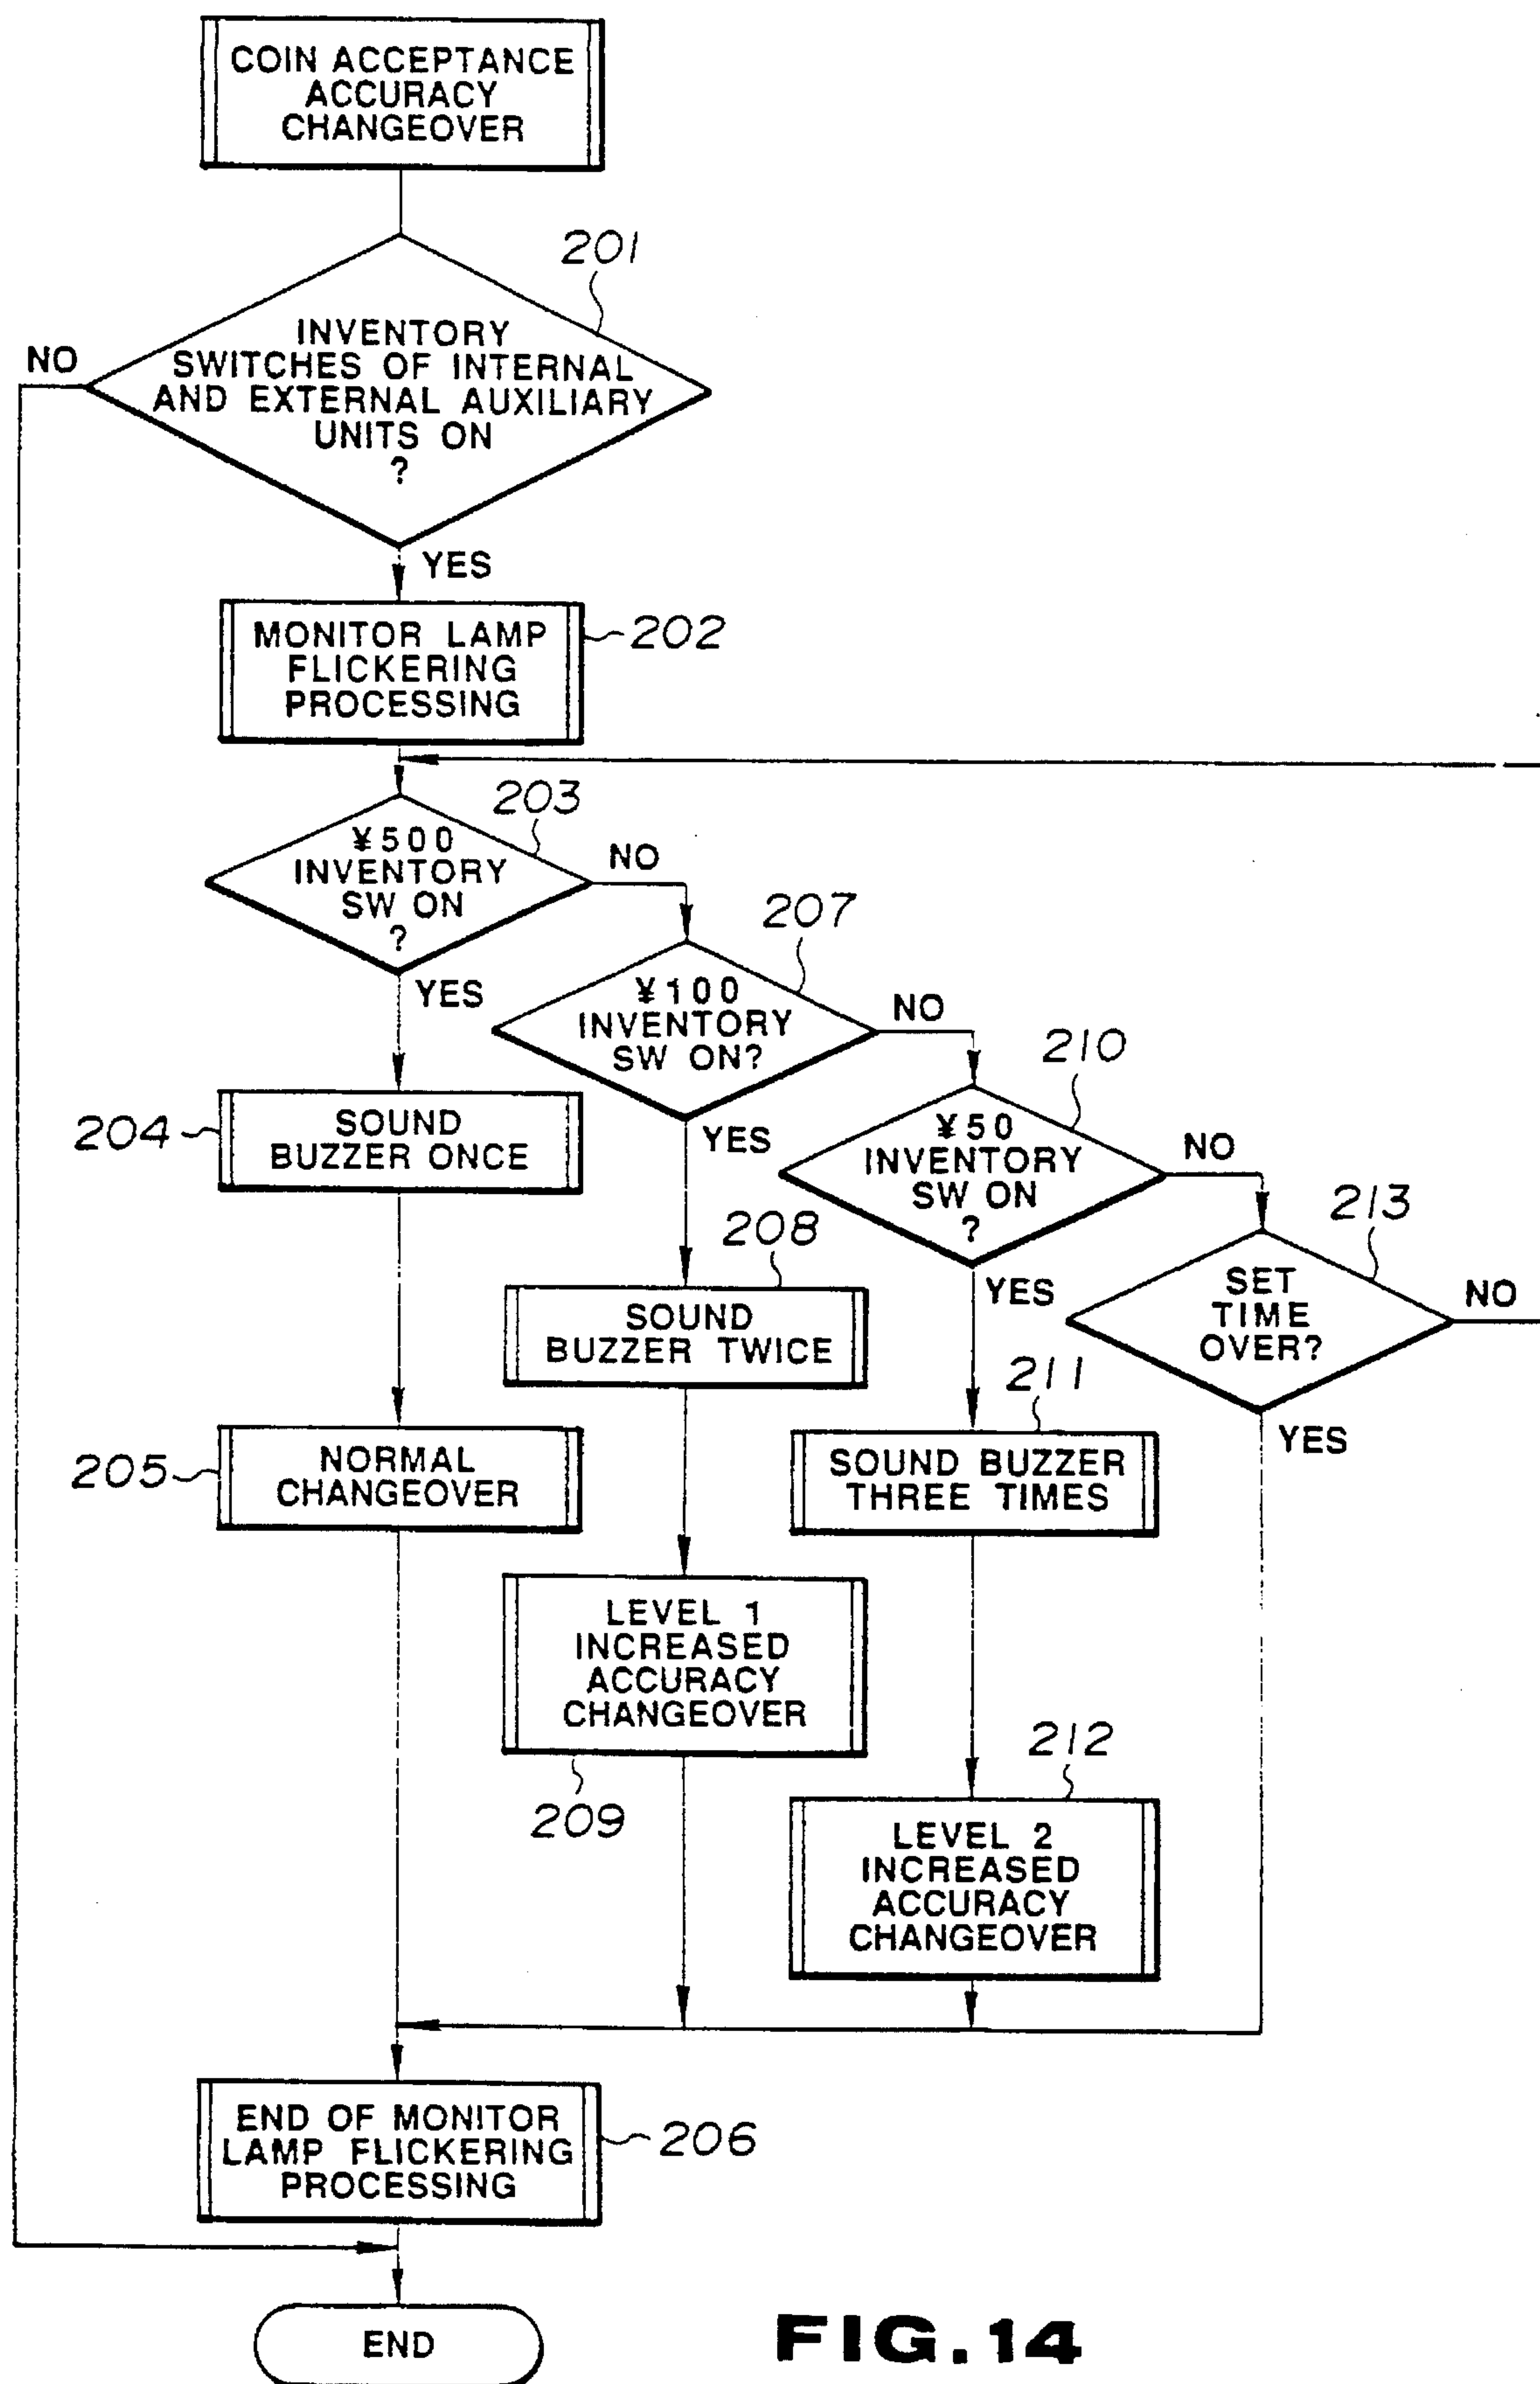 COIN ACCEPTANCE
ACCURACY
CHANGEOVER
201
INVENTORY
SWITCHES OF INTERNAL
AND EXTERNAL AUXILIARY
UNITS ON
?
NO
YES
MONITOR LAMP
FLICKERING
PROCESSING
202
203
¥500
INVENTORY
SW ON
?
NO
YES
207
¥100
INVENTORY
SW ON?
NO
YES
210
¥50
INVENTORY
SW ON
?
NO
YES
213
SET
TIME
OVER?
NO
YES
204
SOUND
BUZZER ONCE
208
SOUND
BUZZER TWICE
211
SOUND BUZZER
THREE TIMES
205
NORMAL
CHANGEOVER
LEVEL 1
INCREASED
ACCURACY
CHANGEOVER
209
212
LEVEL 2
INCREASED
ACCURACY
CHANGEOVER
END OF MONITOR
LAMP FLICKERING
PROCESSING
206
END
FIG.14